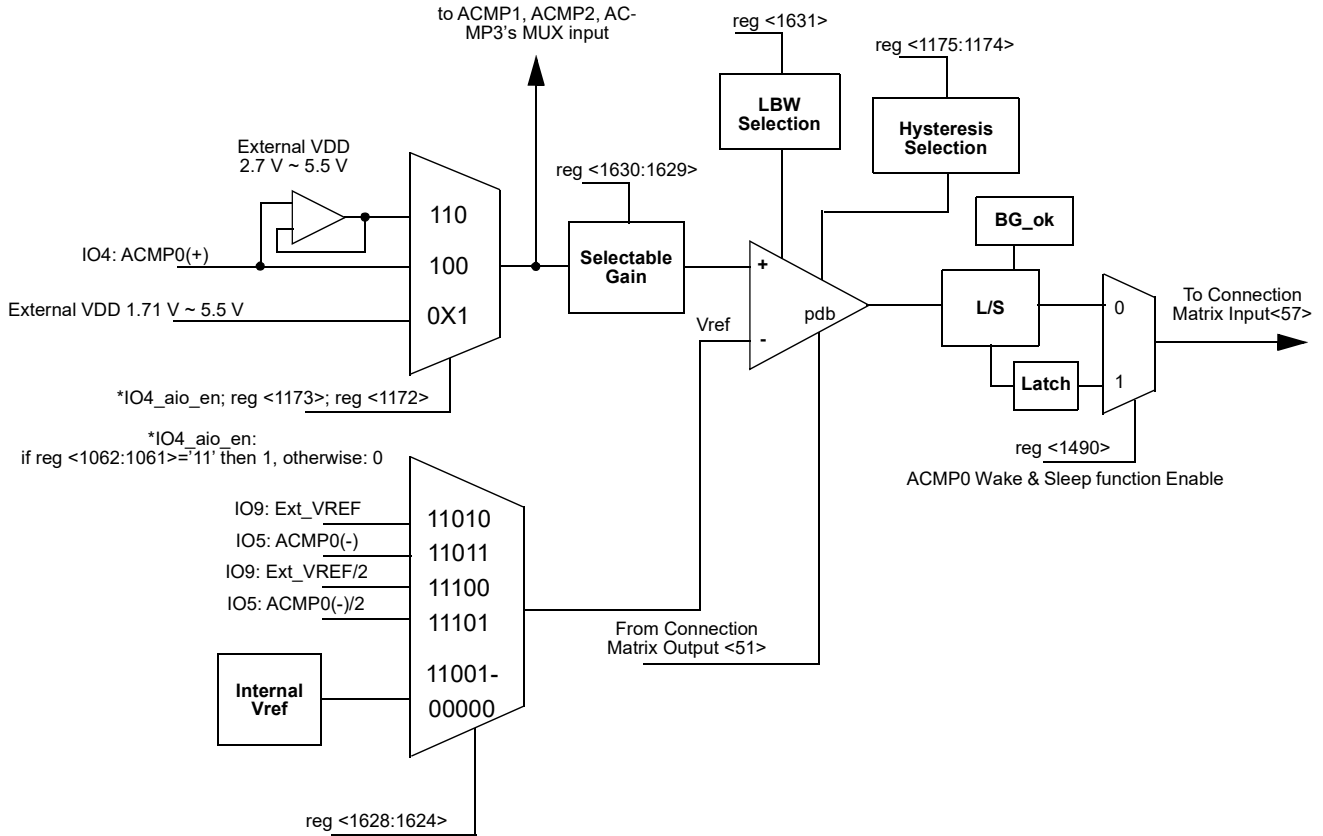 to ACMP1, ACMP2, AC-
MP3's MUX input
reg <1631>
reg <1175:1174>
LBW
Selection
Hysteresis
Selection
External VDD
2.7 V ~ 5.5 V
reg <1630:1629>
110
BG_ok
IO4: ACMP0(+)
100
Selectable
Gain
+
External VDD 1.71 V ~ 5.5 V
0X1
Vref
pdb
-
L/S
0
To Connection
Matrix Input<57>
Latch
1
*IO4_aio_en; reg <1173>; reg <1172>
*IO4_aio_en:
if reg <1062:1061>='11' then 1, otherwise: 0
reg <1490>
ACMP0 Wake & Sleep function Enable
IO9: Ext_VREF
11010
IO5: ACMP0(-)
11011
IO9: Ext_VREF/2
11100
IO5: ACMP0(-)/2
11101
From Connection
Matrix Output <51>
11001-
00000
Internal
Vref
reg <1628:1624>